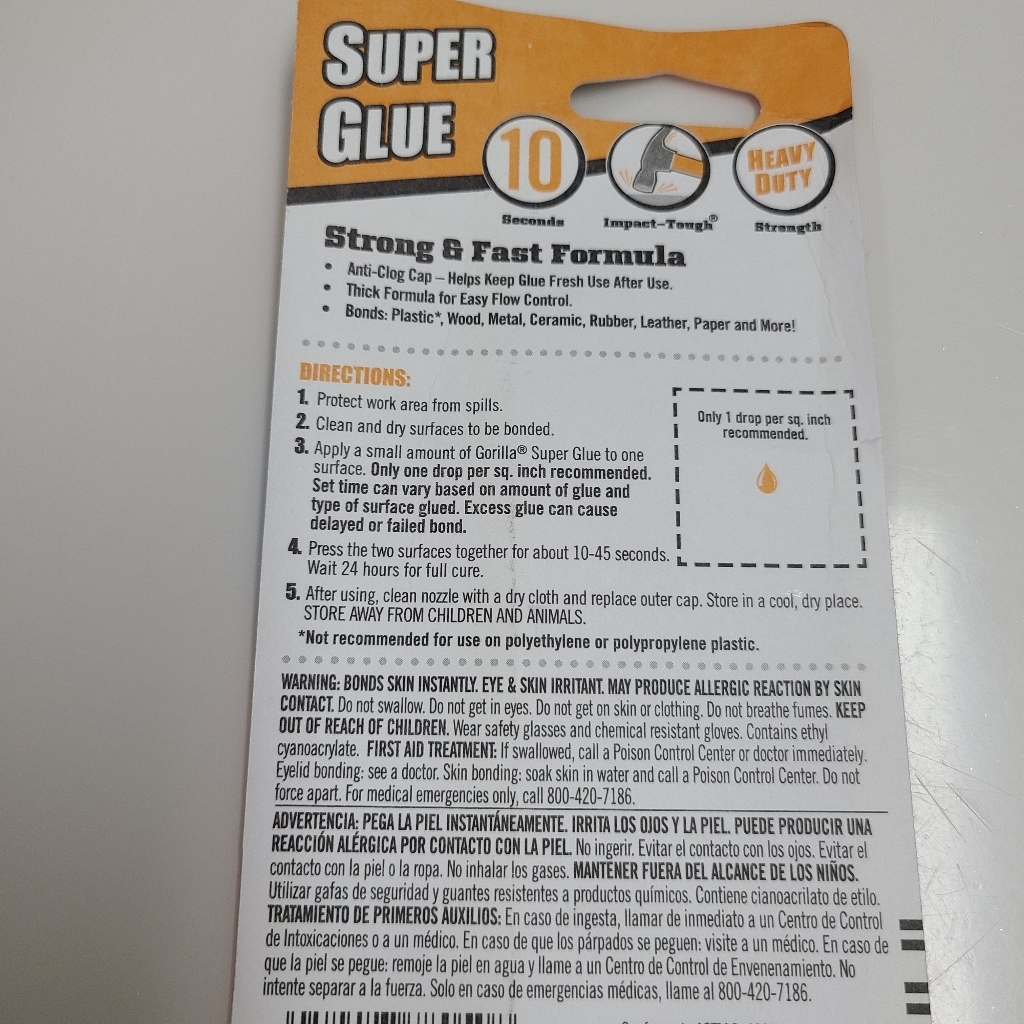 SUPER
GLUE
10
HEAVY
DUTY
Seconds
Impact-Tough®
Strength
Strong & Fast Formula
• Anti-Clog Cap – Helps Keep Glue Fresh Use After Use.
• Thick Formula for Easy Flow Control.
• Bonds: Plastic*, Wood, Metal, Ceramic, Rubber, Leather, Paper and More!
DIRECTIONS:
1. Protect work area from spills.
2. Clean and dry surfaces to be bonded.
3. Apply a small amount of Gorilla® Super Glue to one
surface. Only one drop per sq. inch recommended.
Set time can vary based on amount of glue and
type of surface glued. Excess glue can cause
delayed or failed bond.
Only 1 drop per sq. inch
recommended.
4. Press the two surfaces together for about 10-45 seconds.
Wait 24 hours for full cure.
5. After using, clean nozzle with a dry cloth and replace outer cap. Store in a cool, dry place.
STORE AWAY FROM CHILDREN AND ANIMALS.
*Not recommended for use on polyethylene or polypropylene plastic.
WARNING: BONDS SKIN INSTANTLY. EYE & SKIN IRRITANT. MAY PRODUCE ALLERGIC REACTION BY SKIN
CONTACT. Do not swallow. Do not get in eyes. Do not get on skin or clothing. Do not breathe fumes. KEEP
OUT OF REACH OF CHILDREN. Wear safety glasses and chemical resistant gloves. Contains ethyl
cyanoacrylate. FIRST AID TREATMENT: If swallowed, call a Poison Control Center or doctor immediately.
Eyelid bonding: see a doctor. Skin bonding: soak skin in water and call a Poison Control Center. Do not
force apart. For medical emergencies only, call 800-420-7186.
ADVERTENCIA: PEGA LA PIEL INSTANTÁNEAMENTE. IRRITA LOS OJOS Y LA PIEL. PUEDE PRODUCIR UNA
REACCIÓN ALÉRGICA POR CONTACTO CON LA PIEL. No ingerir. Evitar el contacto con los ojos. Evitar el
contacto con la piel o la ropa. No inhalar los gases. MANTENER FUERA DEL ALCANCE DE LOS NIÑOS.
Utilizar gafas de seguridad y guantes resistentes a productos químicos. Contiene cianoacrilato de etilo.
TRATAMIENTO DE PRIMEROS AUXILIOS: En caso de ingesta, llamar de inmediato a un Centro de Control
de Intoxicaciones o a un médico. En caso de que los párpados se peguen: visite a un médico. En caso de
que la piel se pegue: remoje la piel en agua y llame a un Centro de Control de Envenenamiento. No
intente separar a la fuerza. Solo en caso de emergencias médicas, llame al 800-420-7186.